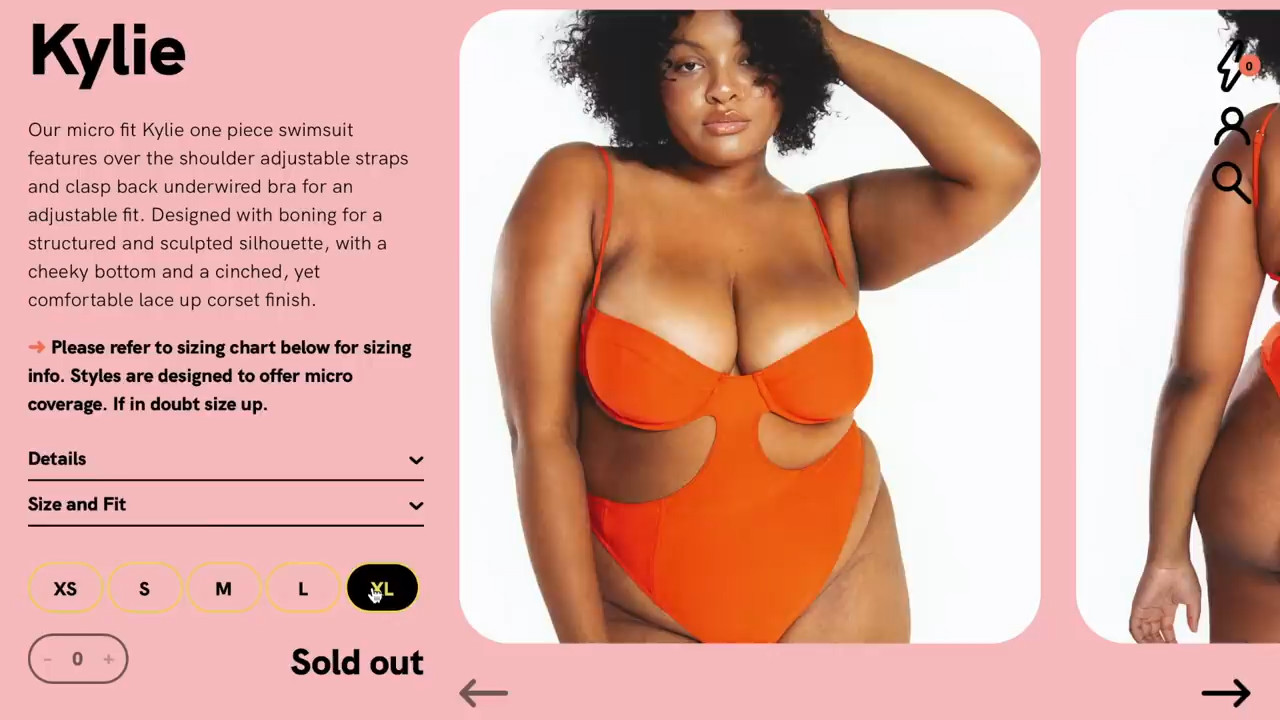 Kylie
Our micro fit Kylie one piece swimsuit
features over the shoulder adjustable straps
and clasp back underwired bra for an
adjustable fit. Designed with boning for a
structured and sculpted silhouette, with a
cheeky bottom and a cinched, yet
comfortable lace up corset finish.
➔ Please refer to sizing chart below for sizing
info. Styles are designed to offer micro
coverage. If in doubt size up.
Details
Size and Fit
XS S M L XL
- 0 +
Sold out
0